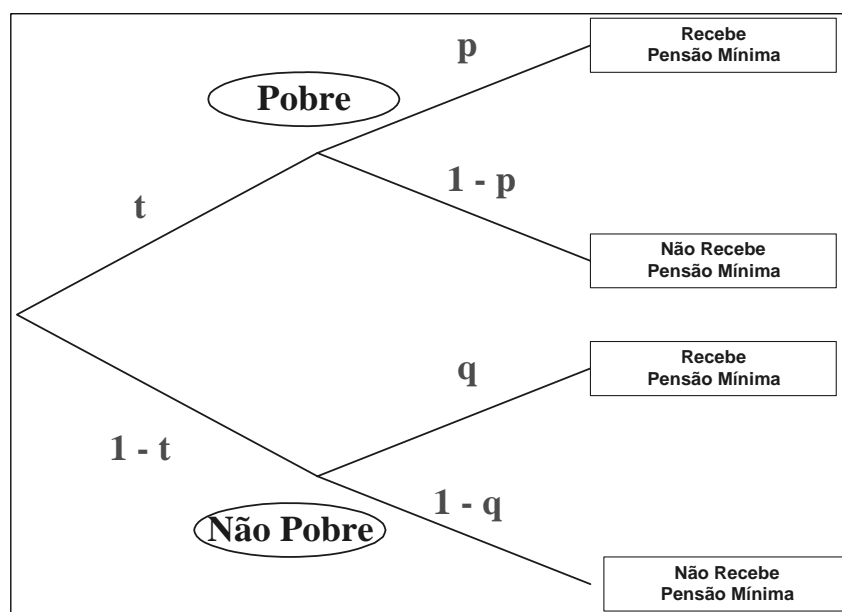 p
Recebe
Pensão Mínima
Pobre
1 - p
t
Não Recebe
Pensão Mínima
q
Recebe
Pensão Mínima
1 - t
1 - q
Não Pobre
Não Recebe
Pensão Mínima